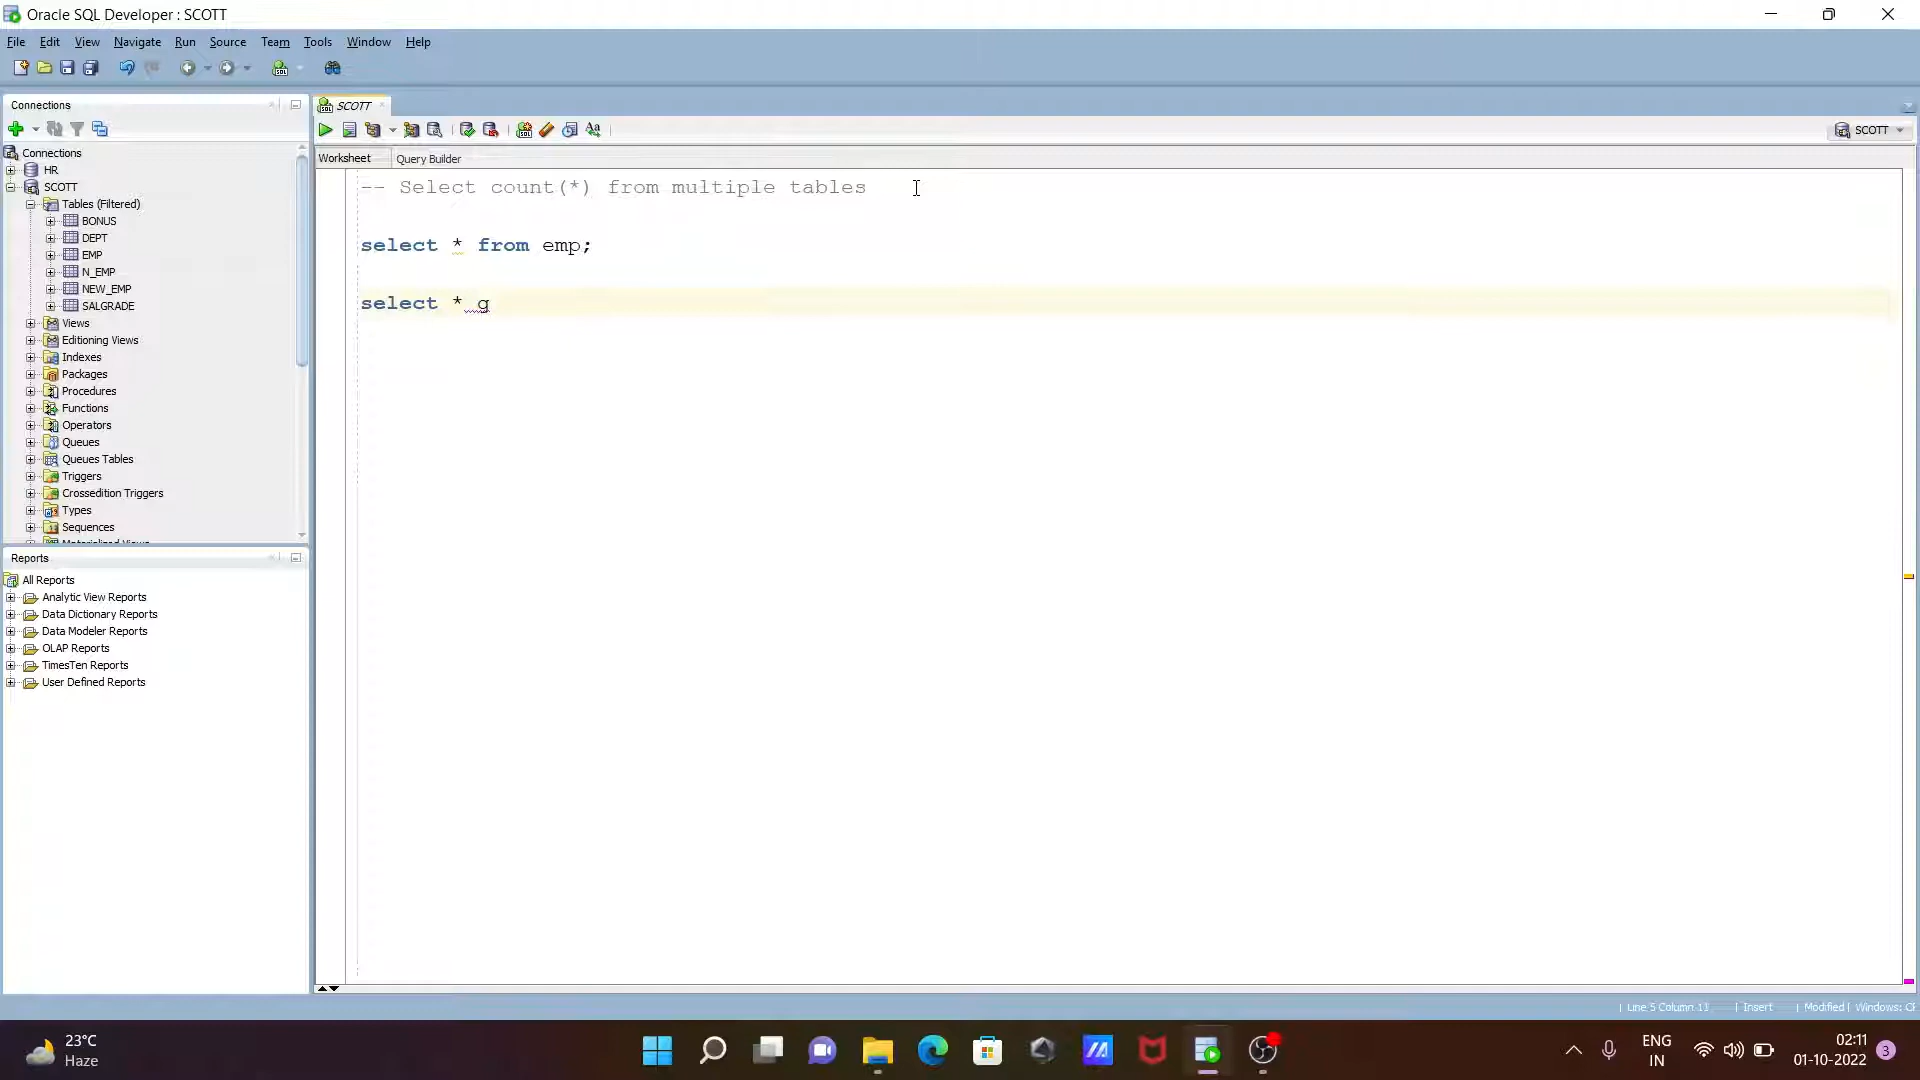 Oracle SQL Developer : SCOTT
File Edit View Navigate Run Source Team Tools Window Help
Connections
SCOTT
SCOTT
Worksheet Query Builder
Connections
HR
SCOTT
Tables (Filtered)
BONUS
DEPT
EMP
N_EMP
NEW_EMP
SALGRADE
Views
Editioning Views
Indexes
Packages
Procedures
Functions
Operators
Queues
Queues Tables
Triggers
Crossedition Triggers
Types
Sequences
-- Select count(*) from multiple tables
select * from emp;
select * g
Reports
All Reports
Analytic View Reports
Data Dictionary Reports
Data Modeler Reports
OLAP Reports
TimesTen Reports
User Defined Reports
Line 5 Column 11 | Insert | Modified | Windows: CF
23°C
Haze
ENG
IN
02:11
01-10-2022
3